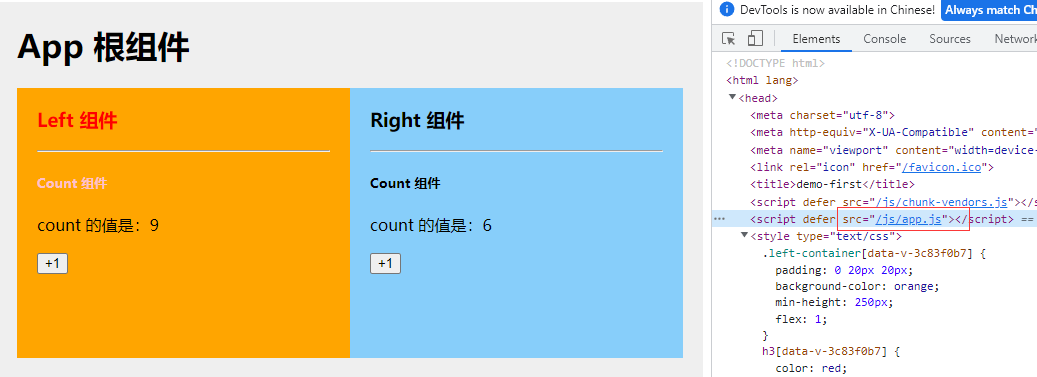 App 根组件
Left 组件
Count 组件
count 的值是：9
+1
Right 组件
Count 组件
count 的值是：6
+1
DevTools is now available in Chinese!
Always match Ch
Elements Console Sources Network
<!DOCTYPE html>
<html lang>
<head>
<meta charset="utf-8">
<meta http-equiv="X-UA-Compatible" content=
<meta name="viewport" content="width=device-
<link rel="icon" href="/favicon.ico">
<title>demo-first</title>
<script defer src="/js/chunk-vendors.js"></s
<script defer src="/js/app.js"></script> ==
<style type="text/css">
.left-container[data-v-3c83f0b7] {
padding: 0 20px 20px;
background-color: orange;
min-height: 250px;
flex: 1;
}
h3[data-v-3c83f0b7] {
color: red;